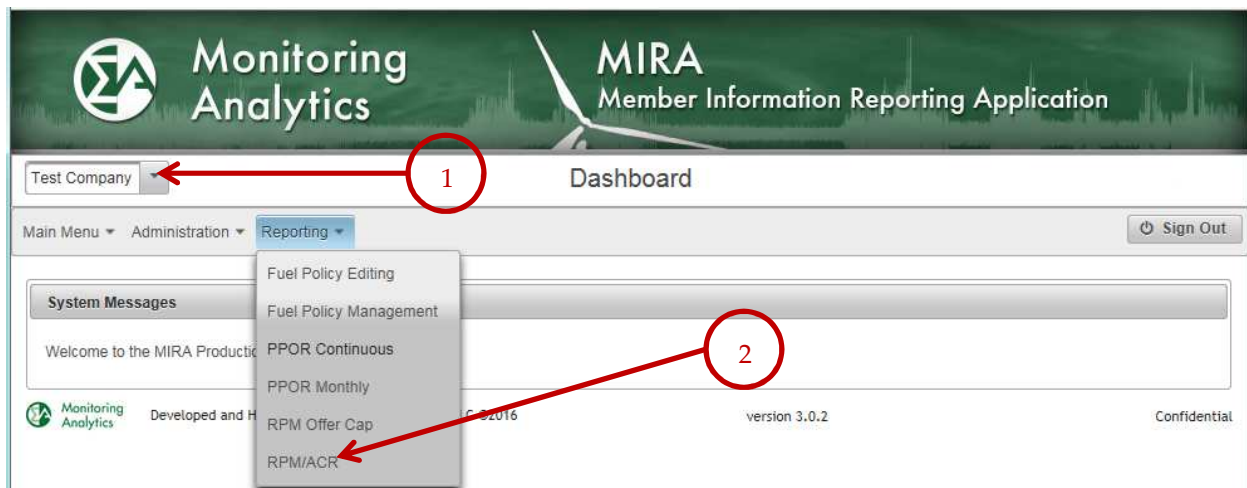 Monitoring Analytics
MIRA
Member Information Reporting Application
Test Company
1
Dashboard
Main Menu Administration Reporting
Sign Out
Fuel Policy Editing
System Messages
Fuel Policy Management
Welcome to the MIRA
PPOR Continuous
2
PPOR Monthly
Monitoring Analytics
Developed and
2016
version 3.0.2
Confidential
RPM Offer Cap
RPM/ACR